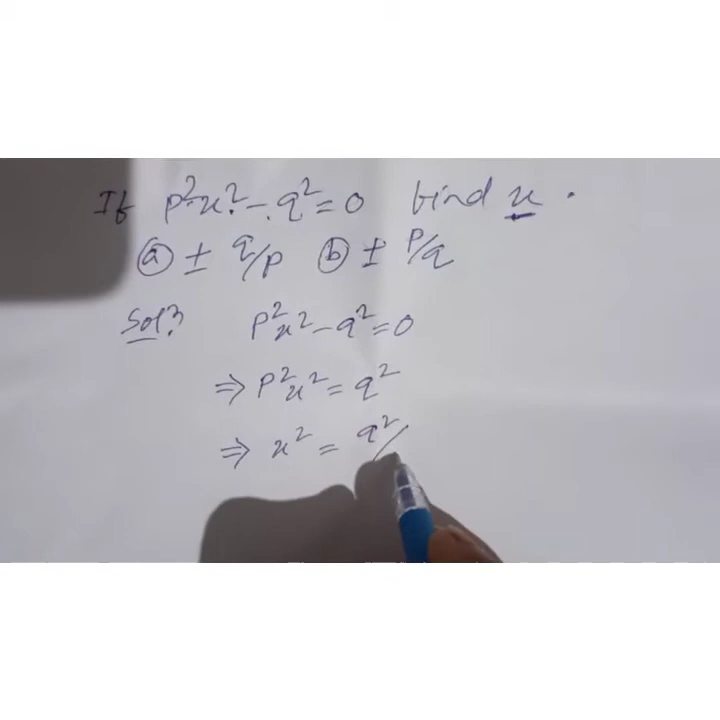 If p²x² - q² = 0 find x .
ⓐ ± q/p ⓑ ± p/q
Solⁿ: p²x² - q² = 0
⇒ p²x² = q²
⇒ x² = q²/